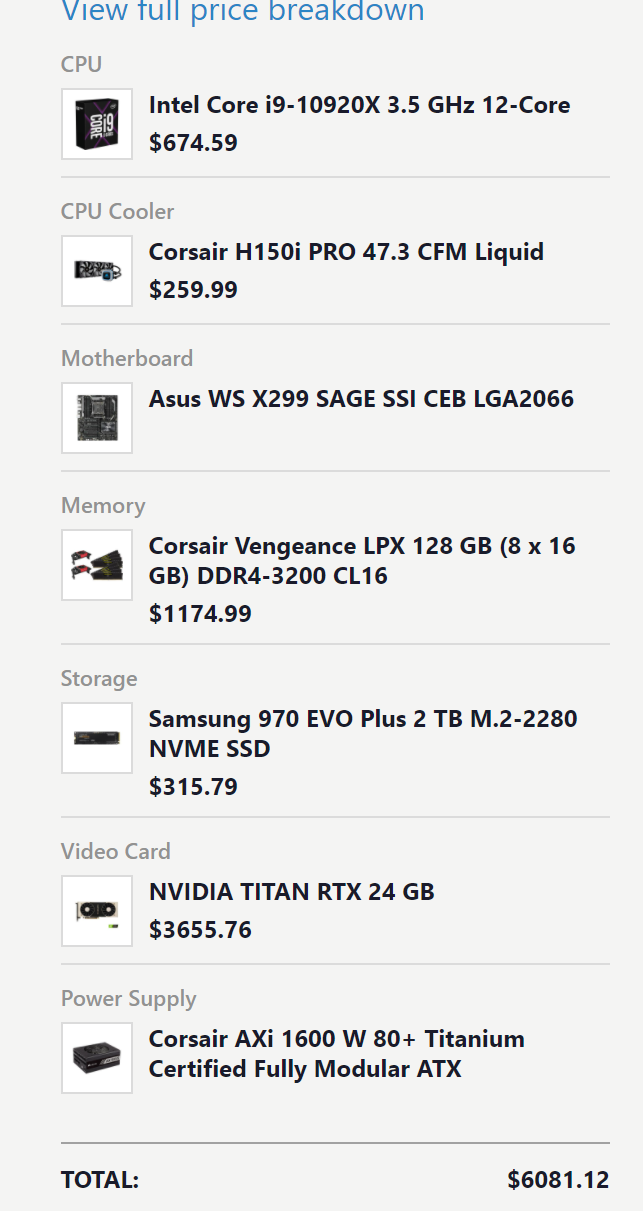 View full price breakdown
CPU
Intel Core i9-10920X 3.5 GHz 12-Core
$674.59
CPU Cooler
Corsair H150i PRO 47.3 CFM Liquid
$259.99
Motherboard
Asus WS X299 SAGE SSI CEB LGA2066
Memory
Corsair Vengeance LPX 128 GB (8 x 16
GB) DDR4-3200 CL16
$1174.99
Storage
Samsung 970 EVO Plus 2 TB M.2-2280
NVME SSD
$315.79
Video Card
NVIDIA TITAN RTX 24 GB
$3655.76
Power Supply
Corsair AXi 1600 W 80+ Titanium
Certified Fully Modular ATX
TOTAL: $6081.12